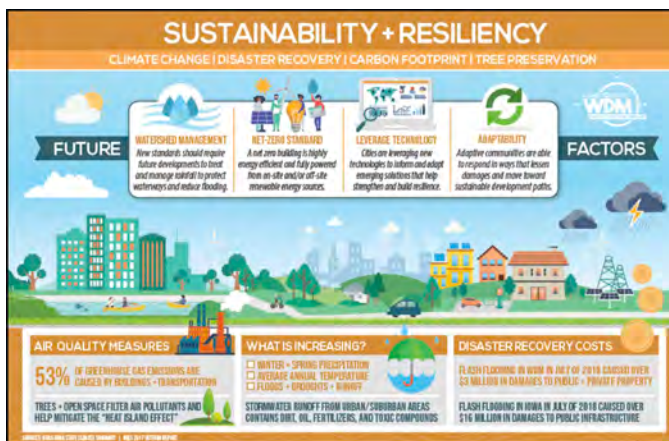 SUSTAINABILITY + RESILIENCY
CLIMATE CHANGE | DISASTER RECOVERY | CARBON FOOTPRINT | TREE PRESERVATION
FUTURE
FACTORS
WDM
WATERSHED MANAGEMENT
New standards should require
future developments to treat
and manage rainfall to protect
waterways and reduce flooding.
NET-ZERO STANDARD
A net zero building is highly
energy efficient and fully powered
from on-site and/or off-site
renewable energy sources.
LEVERAGE TECHNOLOGY
Cities are leveraging new
technologies to inform and adapt
emerging solutions that help
strengthen and build resilience.
ADAPTABILITY
Adaptive communities are able
to respond in ways that lessen
damages and move toward
sustainable development paths.
AIR QUALITY MEASURES
53%
OF GREENHOUSE GAS EMISSIONS ARE
CAUSED BY BUILDINGS + TRANSPORTATION
TREES + OPEN SPACE FILTER AIR POLLUTANTS AND
HELP MITIGATE THE "HEAT ISLAND EFFECT"
WHAT IS INCREASING?
WINTER + SPRING PRECIPITATION
AVERAGE ANNUAL TEMPERATURE
FLOODS + DROUGHTS + RUNOFF
STORMWATER RUNOFF FROM URBAN/SUBURBAN AREAS
CONTAINS DIRT, OIL, FERTILIZERS, AND TOXIC COMPOUNDS
DISASTER RECOVERY COSTS
FLASH FLOODING IN WDM IN JULY OF 2018 CAUSED OVER
$3 MILLION IN DAMAGES TO PUBLIC + PRIVATE PROPERTY
FLASH FLOODING IN IOWA IN JULY OF 2018 CAUSED OVER
$16 MILLION IN DAMAGES TO PUBLIC INFRASTRUCTURE